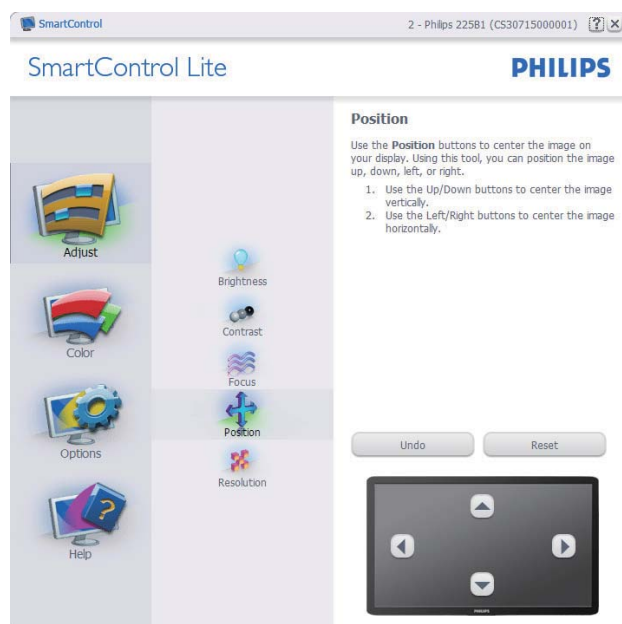 SmartControl
2 - Philips 225B1 (CS30715000001)
?
SmartControl Lite
PHILIPS
Adjust
Color
Options
Help
Brightness
Contrast
Focus
Position
Resolution
Position
Use the Position buttons to center the image on
your display. Using this tool, you can position the image
up, down, left, or right.
1. Use the Up/Down buttons to center the image
vertically.
2. Use the Left/Right buttons to center the image
horizontally.
Undo
Reset
PHILIPS